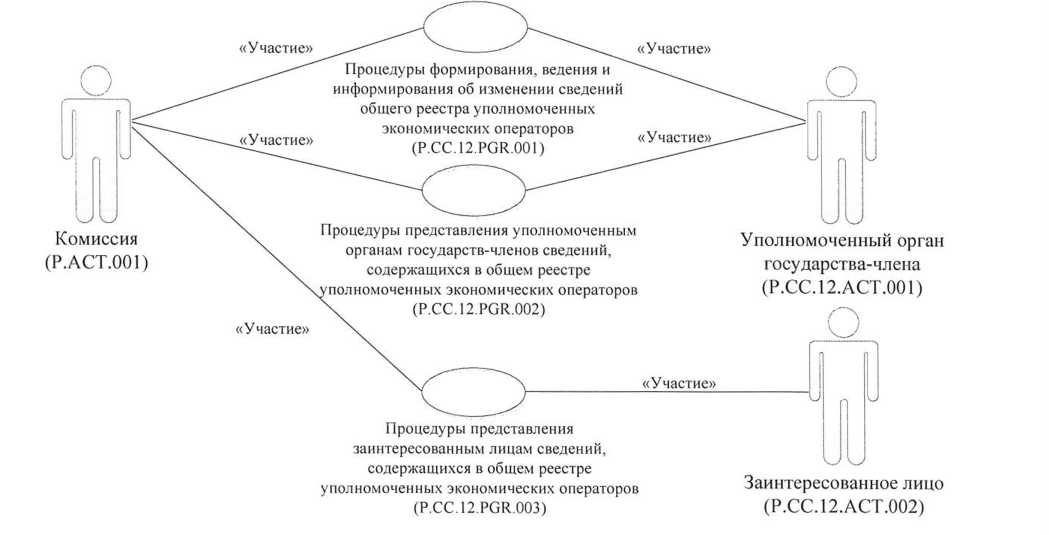 «Участие»
«Участие»
Процедуры формирования, ведения и
информирования об изменении сведений
общего реестра уполномоченных
экономических операторов
(P.CC.12.PGR.001)
«Участие»
«Участие»
Комиссия
(P.ACT.001)
Процедуры представления уполномоченным
органам государств-членов сведений,
содержащихся в общем реестре
уполномоченных экономических операторов
(P.CC.12.PGR.002)
Уполномоченный орган
государства-члена
(P.CC.12.ACT.001)
«Участие»
«Участие»
Процедуры представления
заинтересованным лицам сведений,
содержащихся в общем реестре
уполномоченных экономических операторов
(P.CC.12.PGR.003)
Заинтересованное лицо
(P.CC.12.ACT.002)